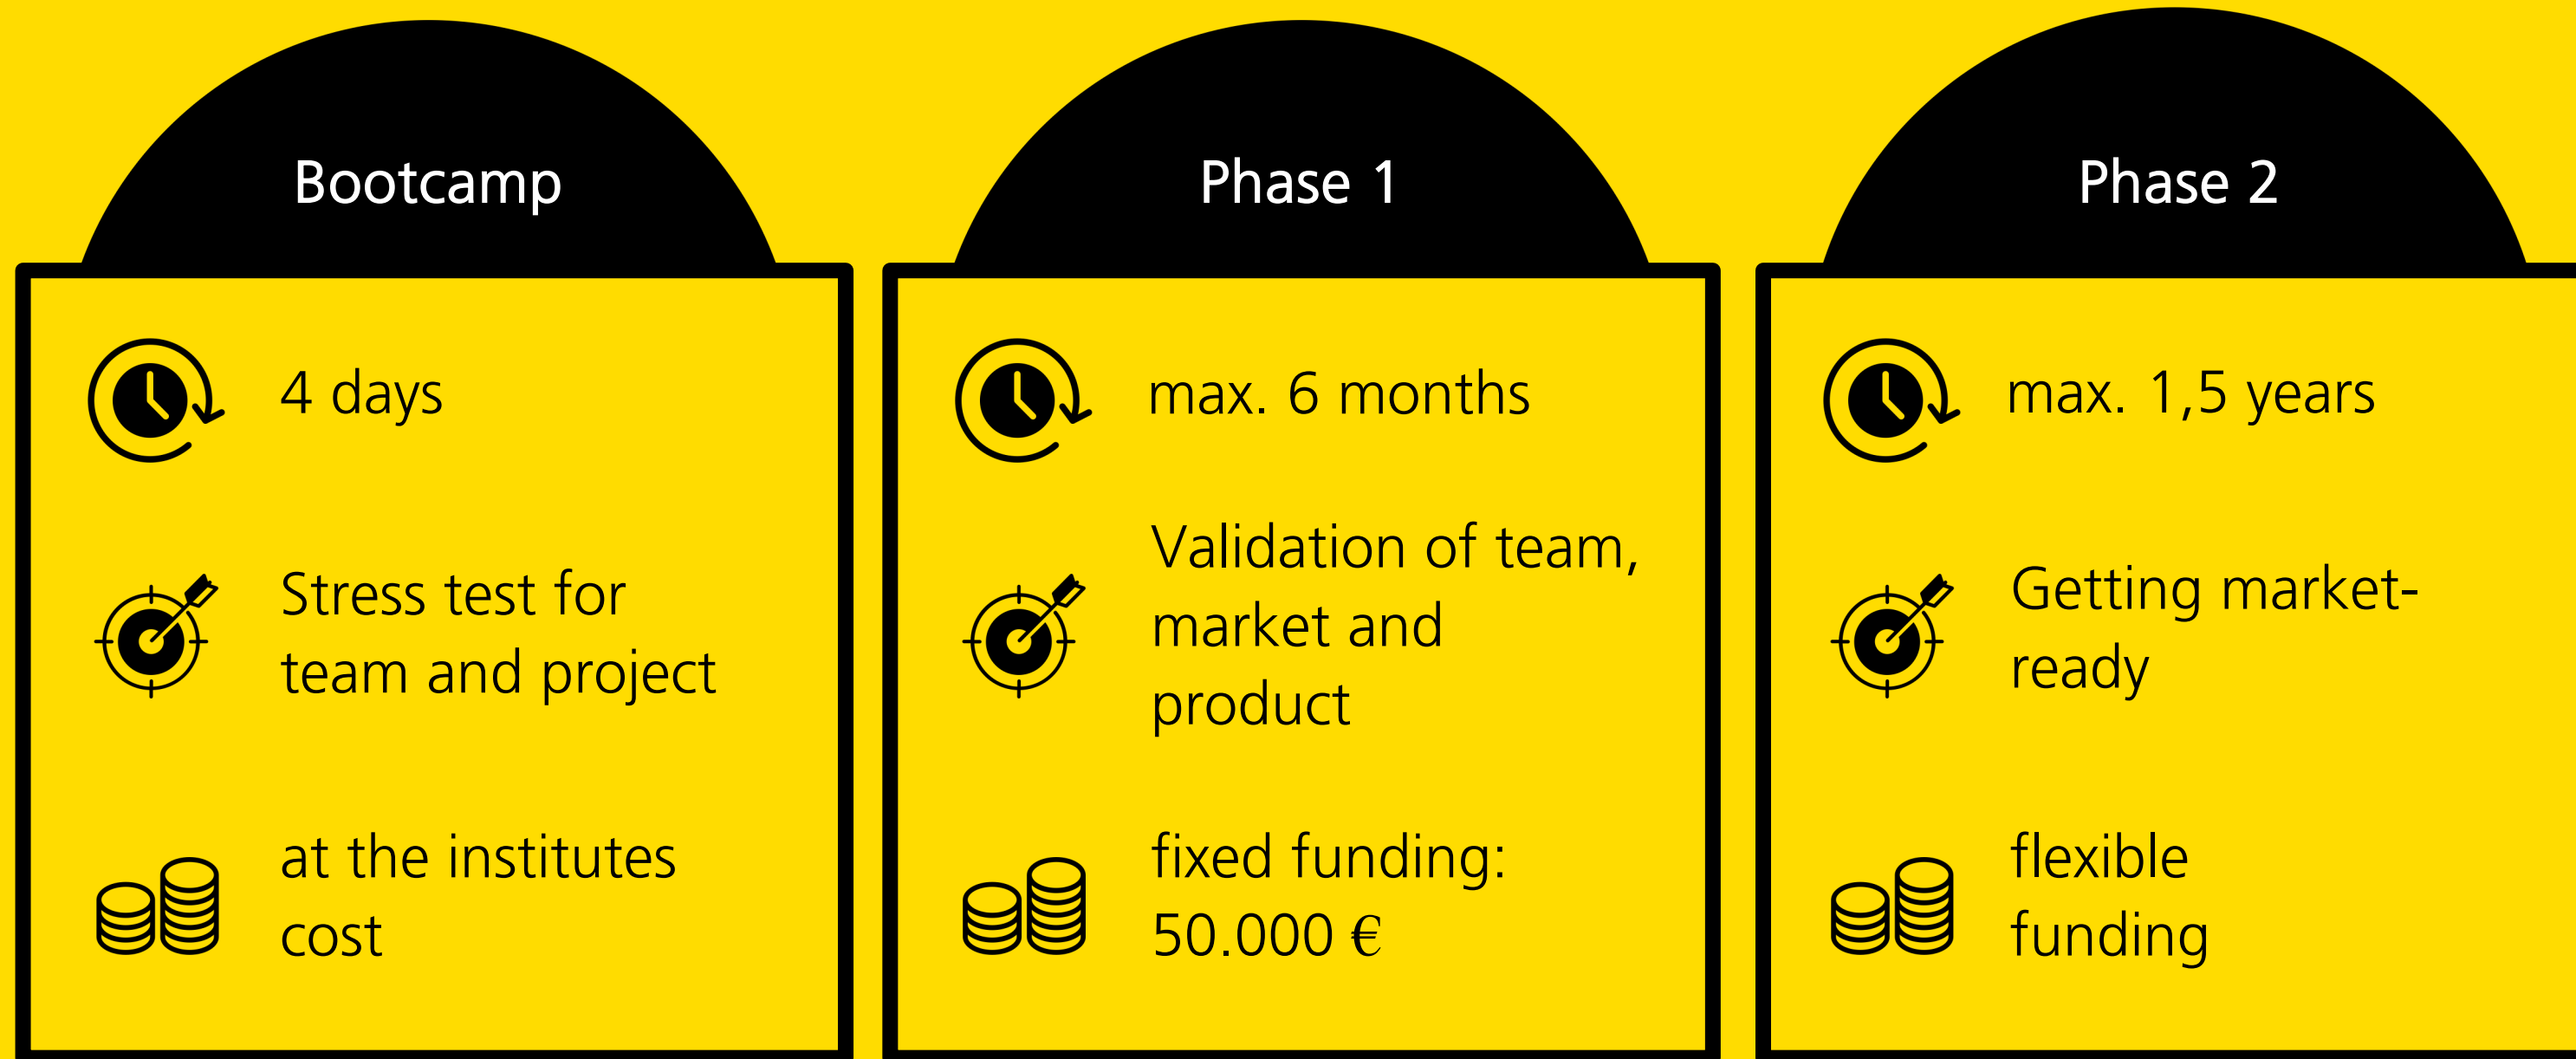 Bootcamp
4 days
Stress test for
team and project
at the institutes
cost
Phase 1
max. 6 months
Validation of team,
market and
product
fixed funding:
50.000 €
Phase 2
max. 1,5 years
Getting market-
ready
flexible
funding